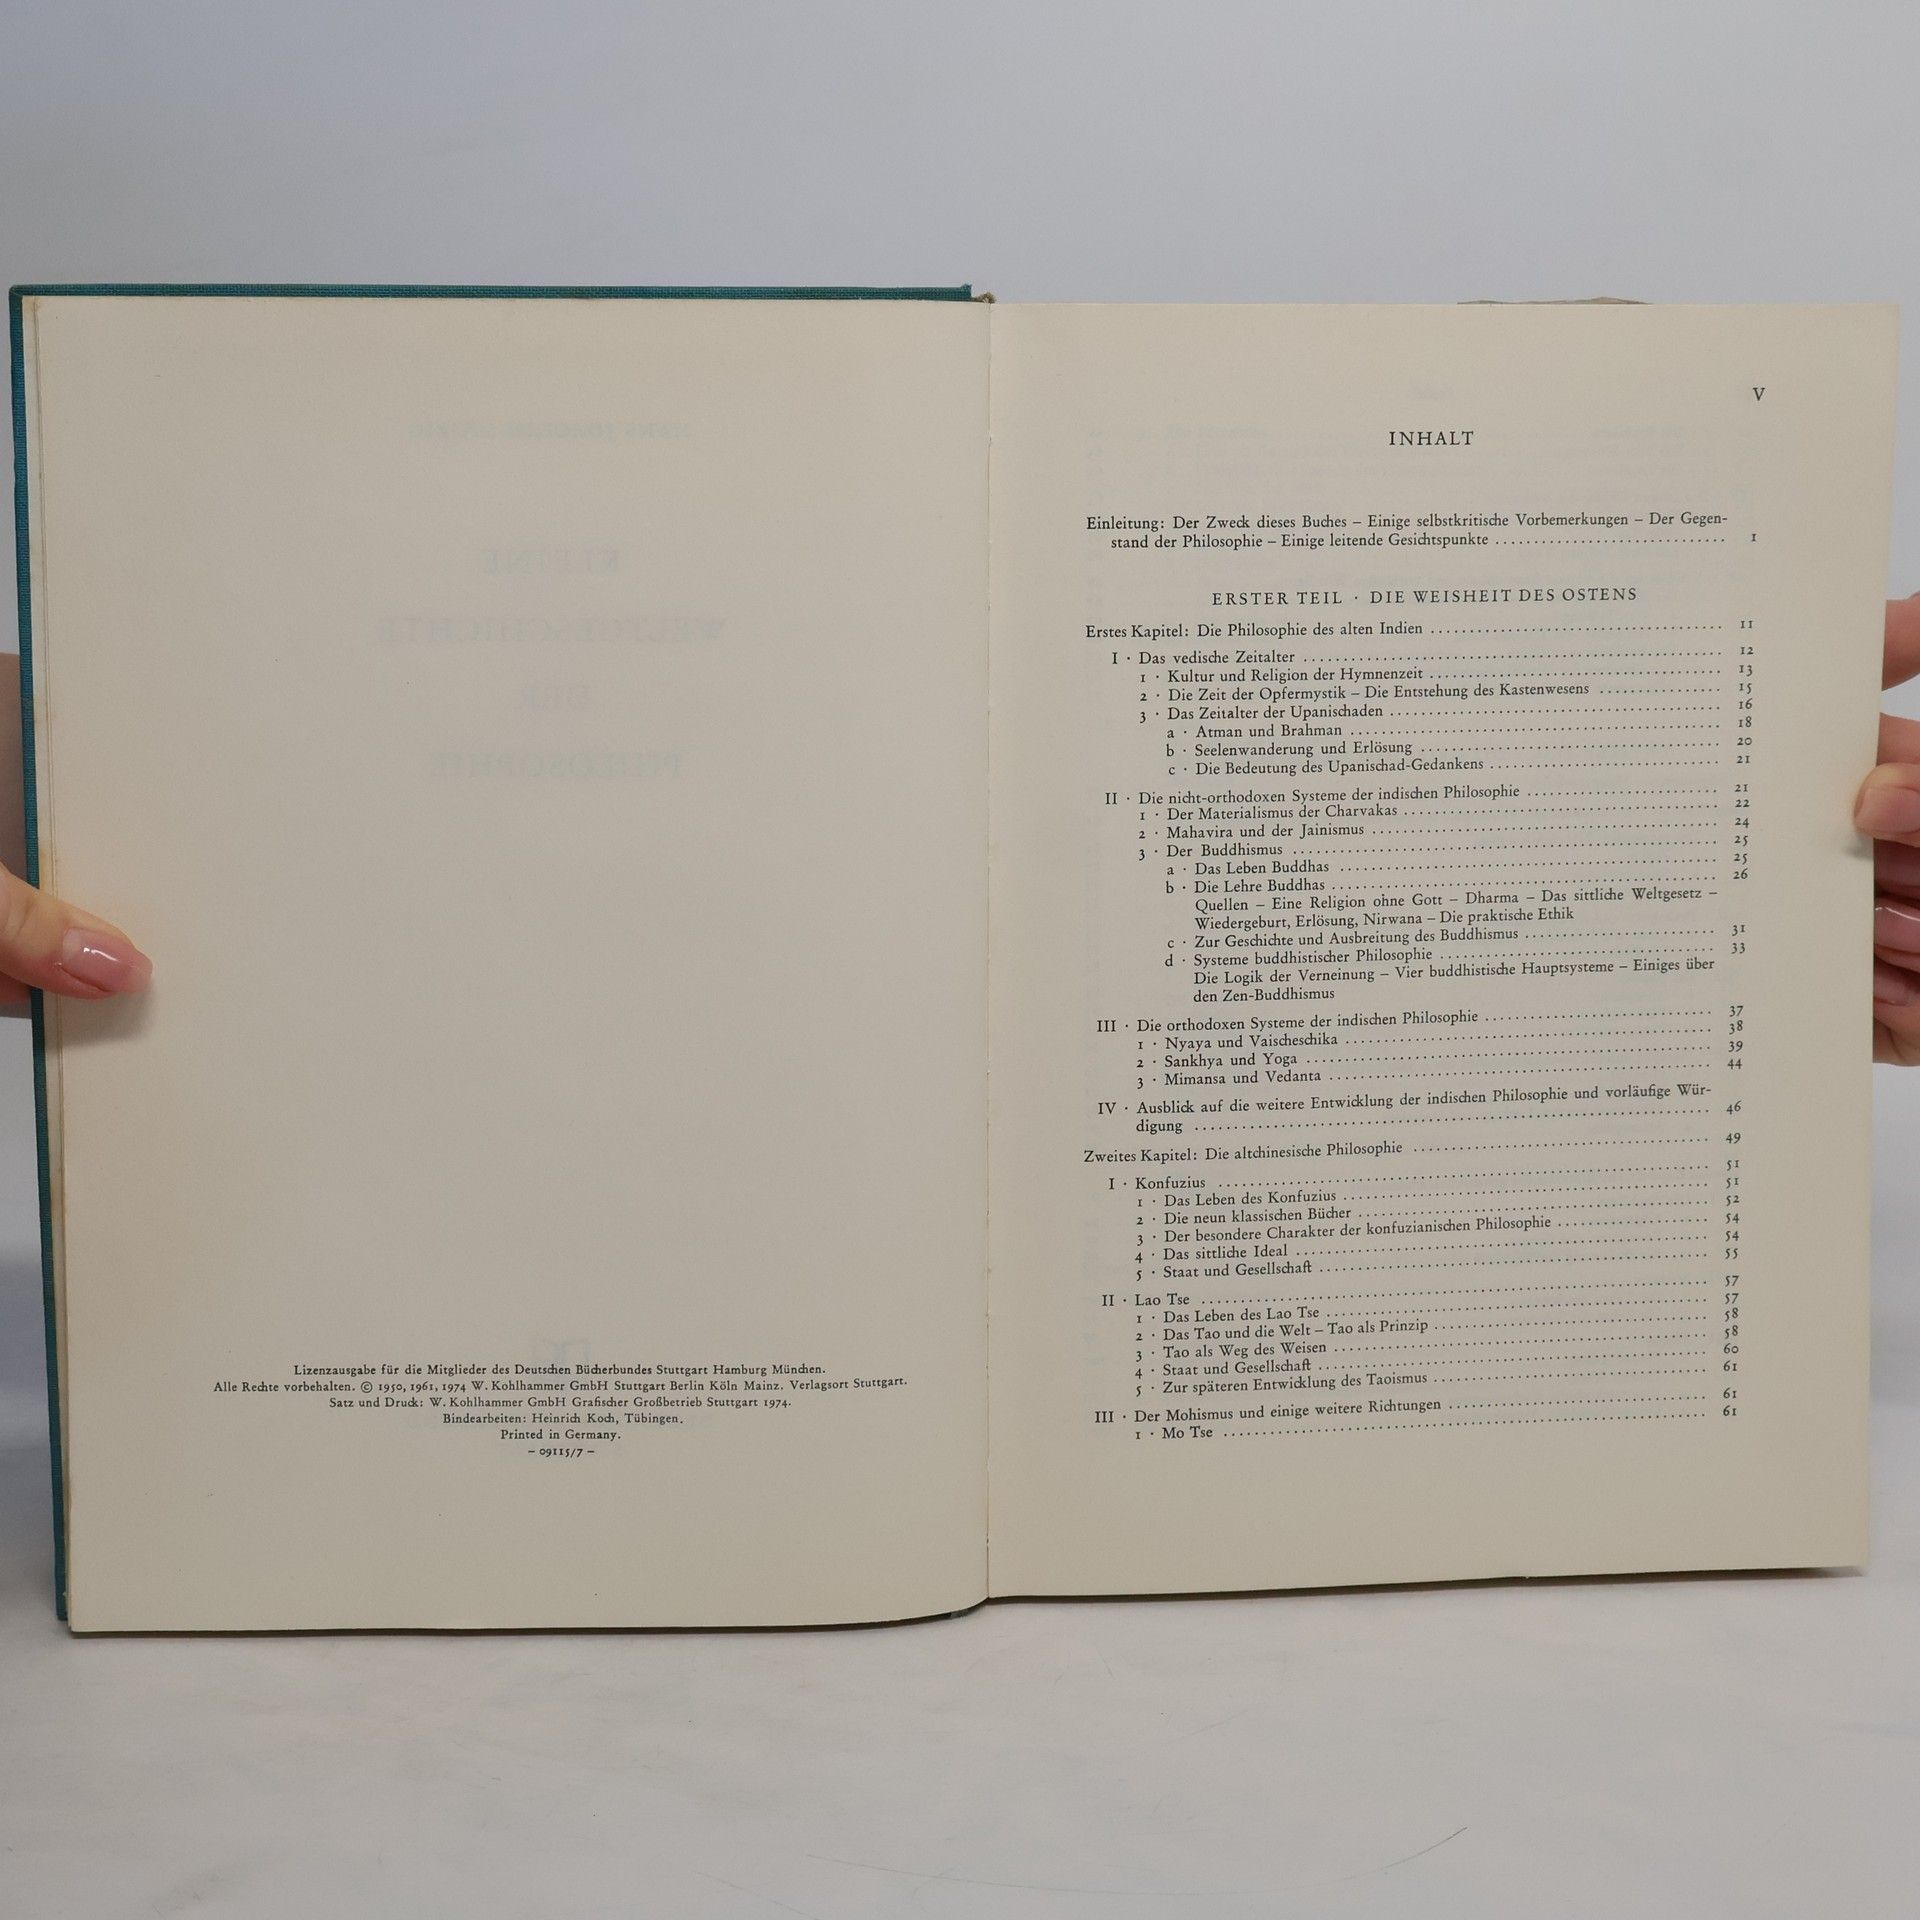 Lizenzausgabe für die Mitglieder des Deutschen Bücherbundes Stuttgart Hamburg München.
Alle Rechte vorbehalten. © 1950, 1961, 1974 W. Kohlhammer GmbH Stuttgart Berlin Köln Mainz. Verlagsort Stuttgart.
Satz und Druck: W. Kohlhammer GmbH Grafischer Großbetrieb Stuttgart 1974.
Bindearbeiten: Heinrich Koch, Tübingen.
Printed in Germany.
– 09115/7 –
V
INHALT
Einleitung: Der Zweck dieses Buches – Einige selbstkritische Vorbemerkungen – Der Gegen-
stand der Philosophie – Einige leitende Gesichtspunkte ........ 1
ERSTER TEIL · DIE WEISHEIT DES OSTENS
Erstes Kapitel: Die Philosophie des alten Indien ........ 11
I · Das vedische Zeitalter ........ 12
1 · Kultur und Religion der Hymnenzeit ........ 13
2 · Die Zeit der Opfermystik – Die Entstehung des Kastenwesens ........ 15
3 · Das Zeitalter der Upanischaden ........ 16
a · Atman und Brahman ........ 18
b · Seelenwanderung und Erlösung ........ 20
c · Die Bedeutung des Upanischad-Gedankens ........ 21
II · Die nicht-orthodoxen Systeme der indischen Philosophie ........ 21
1 · Der Materialismus der Charvakas ........ 22
2 · Mahavira und der Jainismus ........ 24
3 · Der Buddhismus ........ 25
a · Das Leben Buddhas ........ 25
b · Die Lehre Buddhas ........ 26
Quellen – Eine Religion ohne Gott – Dharma – Das sittliche Weltgesetz –
Wiedergeburt, Erlösung, Nirwana – Die praktische Ethik
c · Zur Geschichte und Ausbreitung des Buddhismus ........ 31
d · Systeme buddhistischer Philosophie ........ 33
Die Logik der Verneinung – Vier buddhistische Hauptsysteme – Einiges über
den Zen-Buddhismus
III · Die orthodoxen Systeme der indischen Philosophie ........ 37
1 · Nyaya und Vaischeschika ........ 38
2 · Sankhya und Yoga ........ 39
3 · Mimansa und Vedanta ........ 44
IV · Ausblick auf die weitere Entwicklung der indischen Philosophie und vorläufige Wür-
digung ........ 46
Zweites Kapitel: Die altchinesische Philosophie ........ 49
I · Konfuzius ........ 51
1 · Das Leben des Konfuzius ........ 51
2 · Die neun klassischen Bücher ........ 52
3 · Der besondere Charakter der konfuzianischen Philosophie ........ 54
4 · Das sittliche Ideal ........ 54
5 · Staat und Gesellschaft ........ 55
II · Lao Tse ........ 57
1 · Das Leben des Lao Tse ........ 57
2 · Das Tao und die Welt – Tao als Prinzip ........ 58
3 · Tao als Weg des Weisen ........ 58
4 · Staat und Gesellschaft ........ 60
5 · Zur späteren Entwicklung des Taoismus ........ 61
III · Der Mohismus und einige weitere Richtungen ........ 61
1 · Mo Tse ........ 61